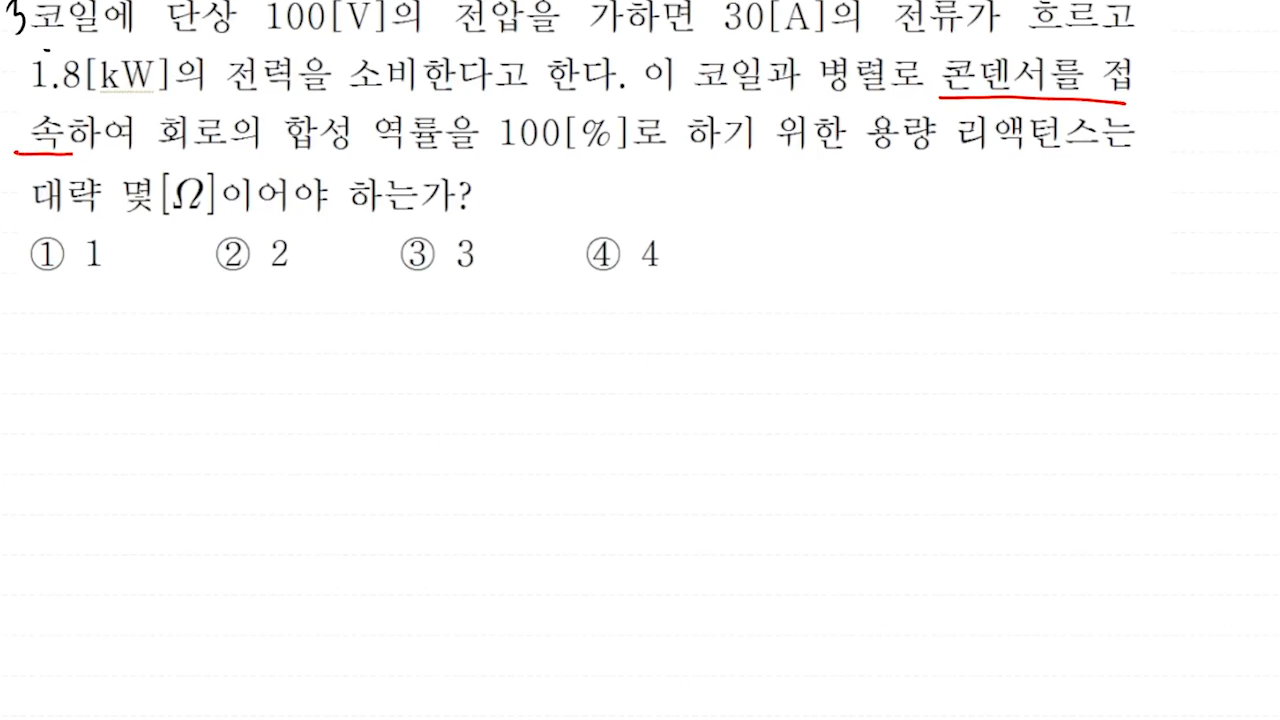 3 코일에 단상 100[V]의 전압을 가하면 30[A]의 전류가 흐르고
1.8[kW]의 전력을 소비한다고 한다. 이 코일과 병렬로 콘덴서를 접
속하여 회로의 합성 역률을 100[%]로 하기 위한 용량 리액턴스는
대략 몇[Ω]이어야 하는가?
① 1 ② 2 ③ 3 ④ 4